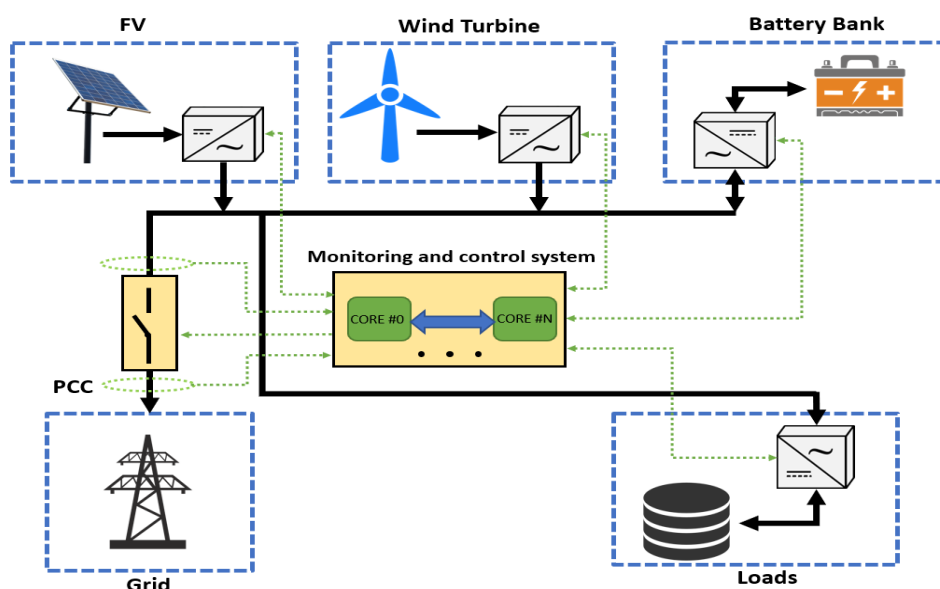 FV
Wind Turbine
Battery Bank
Monitoring and control system
CORE #0
CORE #N
• • •
PCC
Grid
Loads